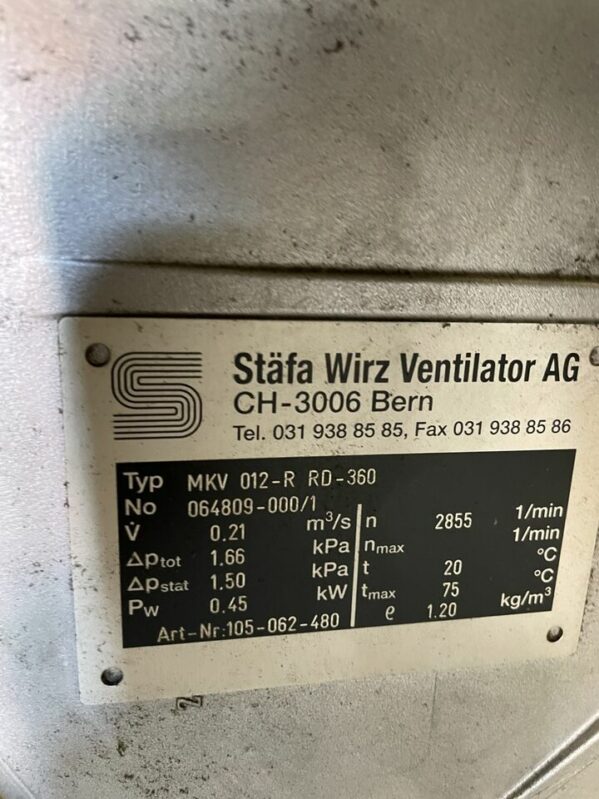 Stäfa Wirz Ventilator AG
CH-3006 Bern
Tel. 031 938 85 85, Fax 031 938 85 86
Typ MKV 012-R RD-360
No 064809-000/1
V̇ 0.21 m³/s n 2855 1/min
Δptot 1.66 kPa nmax 1/min
Δpstat 1.50 kPa t 20 °C
Pw 0.45 kW tmax 75 °C
Art-Nr:105-062-480 ϱ 1.20 kg/m³